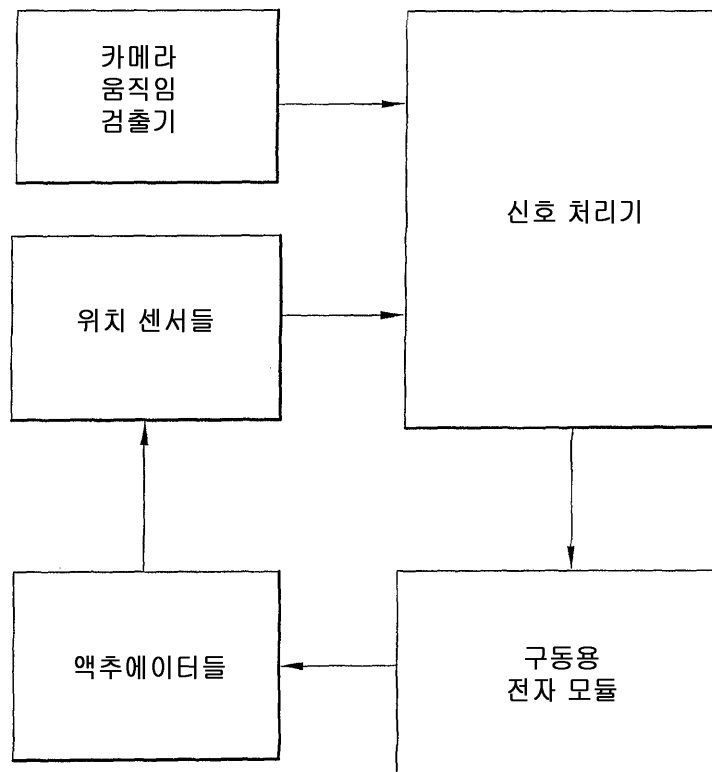 카메라
움직임
검출기
신호 처리기
위치 센서들
액추에이터들
구동용
전자 모듈